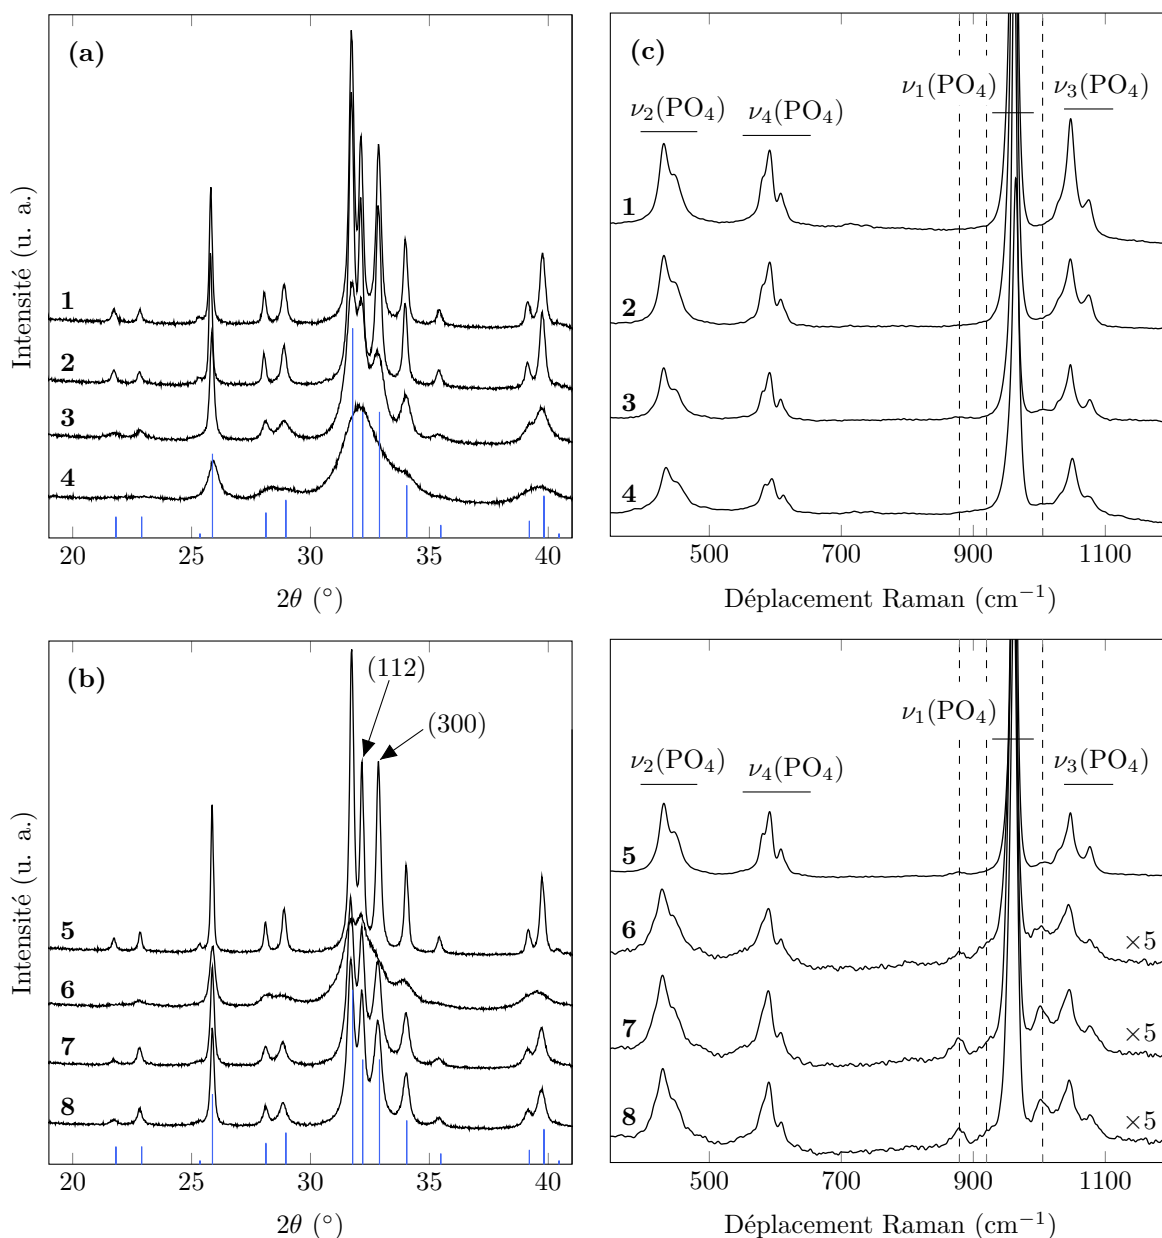 (a)
Intensité (u. a.)
1
2
3
4
20 25 30 35 40
2θ (°)
(c)
ν₂(PO₄)
ν₄(PO₄)
ν₁(PO₄)
ν₃(PO₄)
1
2
3
4
500 700 900 1100
Déplacement Raman (cm⁻¹)
(b)
(112)
(300)
Intensité (u. a.)
5
6
7
8
20 25 30 35 40
2θ (°)
ν₂(PO₄)
ν₄(PO₄)
ν₁(PO₄)
ν₃(PO₄)
5
6 ×5
7 ×5
8 ×5
500 700 900 1100
Déplacement Raman (cm⁻¹)